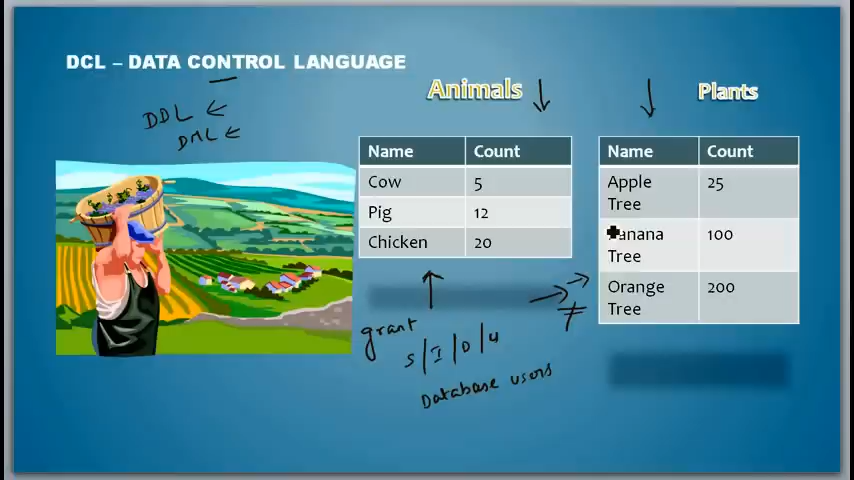 DCL – DATA CONTROL LANGUAGE
DDL ←
DML ←
Animals ↓
Name Count
Cow 5
Pig 12
Chicken 20
↓ Plants
Name Count
Apple Tree 25
Banana Tree 100
Orange Tree 200
grant
S/I/D/U
Database users